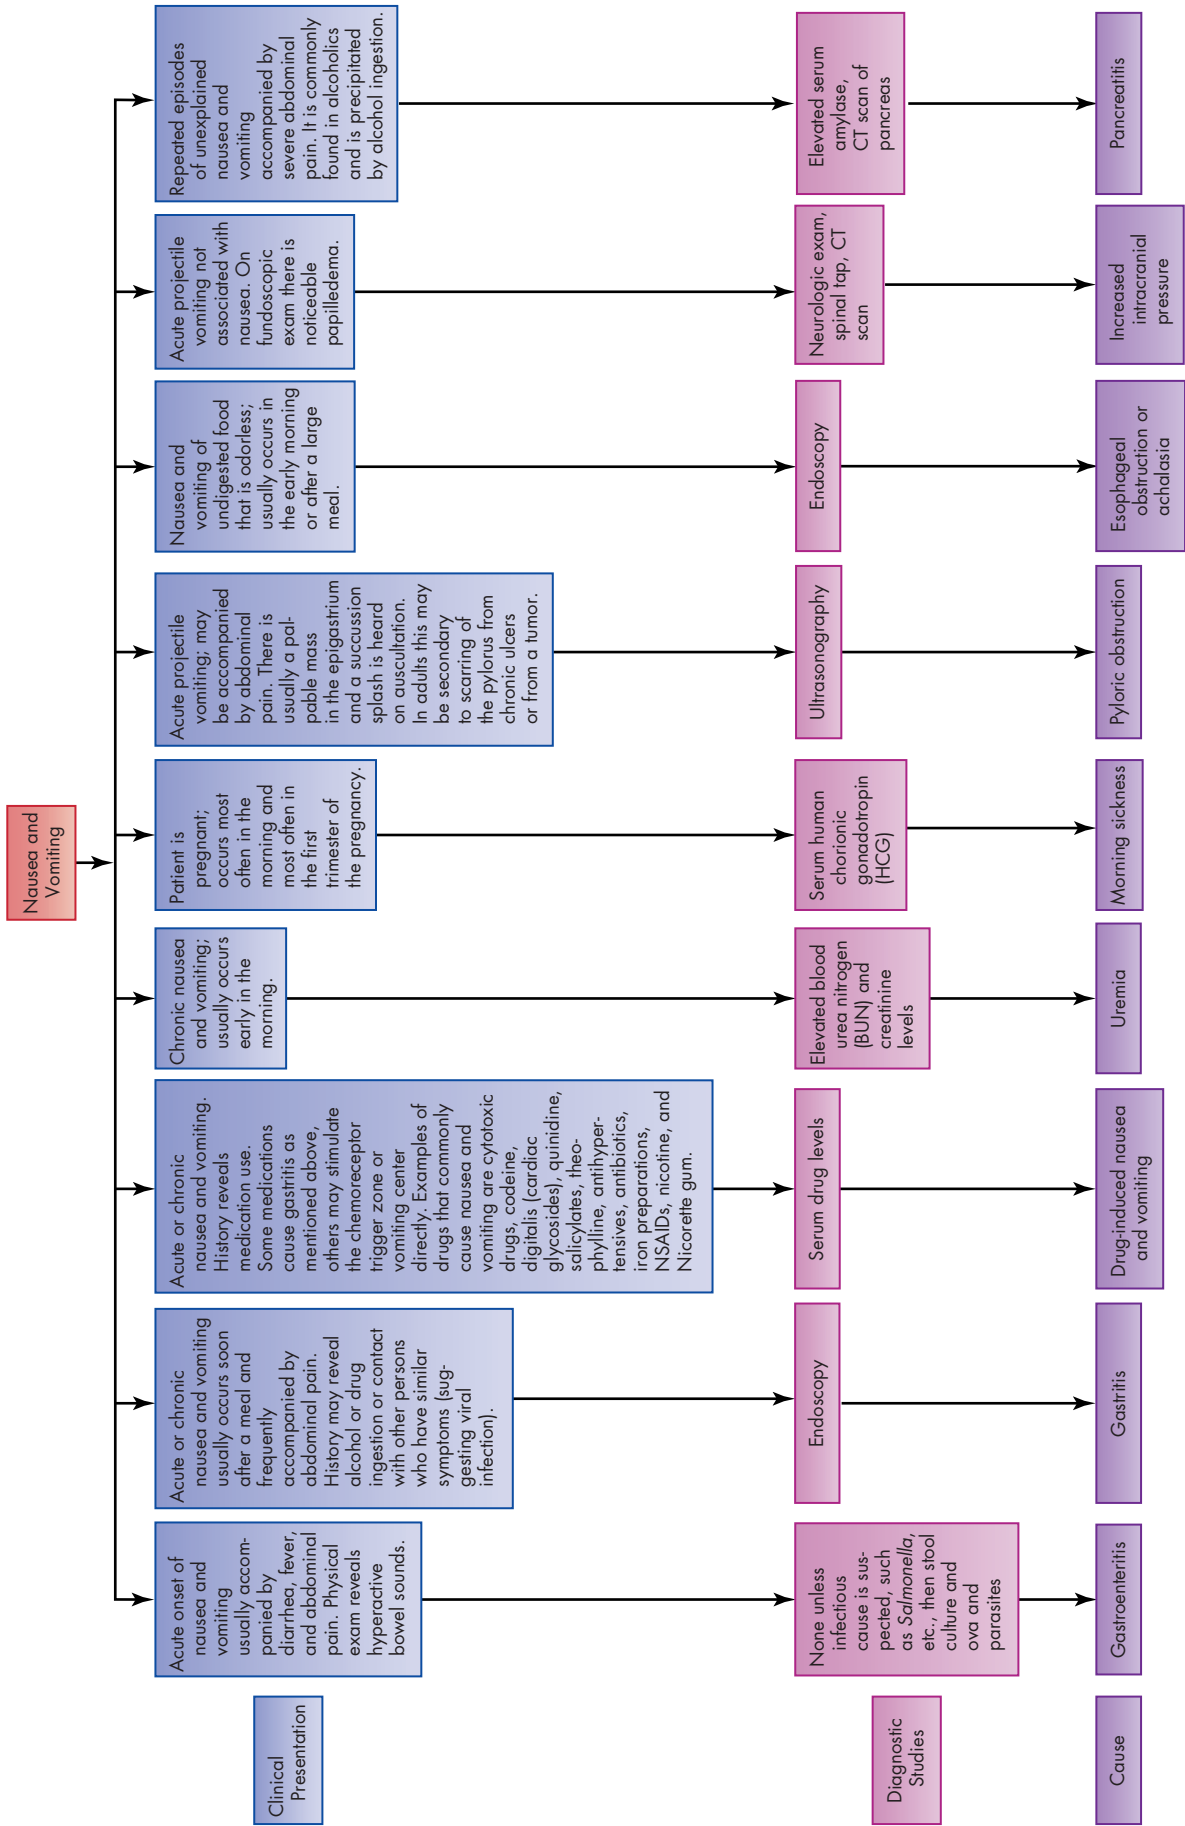 Nausea and
Vomiting
Clinical
Presentation
Acute onset of
nausea and
vomiting
usually accom-
panied by
diarrhea, fever,
and abdominal
pain. Physical
exam reveals
hyperactive
bowel sounds.
Acute or chronic
nausea and vomiting
usually occurs soon
after a meal and
frequently
accompanied by
abdominal pain.
History may reveal
alcohol or drug
ingestion or contact
with other persons
who have similar
symptoms (sug-
gesting viral
infection).
Acute or chronic
nausea and vomiting.
History reveals
medication use.
Some medications
cause gastritis as
mentioned above,
others may stimulate
the chemoreceptor
trigger zone or
vomiting center
directly. Examples of
drugs that commonly
cause nausea and
vomiting are cytotoxic
drugs, codeine,
digitalis (cardiac
glycosides), quinidine,
salicylates, theo-
phylline, antihyper-
tensives, antibiotics,
iron preparations,
NSAIDs, nicotine, and
Nicorette gum.
Chronic nausea
and vomiting;
usually occurs
early in the
morning.
Patient is
pregnant;
occurs most
often in the
morning and
most often in
the first
trimester of
the pregnancy.
Acute projectile
vomiting; may
be accompanied
by abdominal
pain. There is
usually a pal-
pable mass
in the epigastrium
and a succussion
splash is heard
on auscultation.
In adults this may
be secondary
to scarring of
the pylorus from
chronic ulcers
or from a tumor.
Nausea and
vomiting of
undigested food
that is odorless;
usually occurs in
the early morning
or after a large
meal.
Acute projectile
vomiting not
associated with
nausea. On
fundoscopic
exam there is
noticeable
papilledema.
Repeated episodes
of unexplained
nausea and
vomiting
accompanied by
severe abdominal
pain. It is commonly
found in alcoholics
and is precipitated
by alcohol ingestion.
Diagnostic
Studies
None unless
infectious
cause is sus-
pected, such
as Salmonella,
etc., then stool
culture and
ova and
parasites
Endoscopy
Serum drug levels
Elevated blood
urea nitrogen
(BUN) and
creatinine
levels
Serum human
chorionic
gonadotropin
(HCG)
Ultrasonography
Endoscopy
Neurologic exam,
spinal tap, CT
scan
Elevated serum
amylase,
CT scan of
pancreas
Cause
Gastroenteritis
Gastritis
Drug-induced nausea
and vomiting
Uremia
Morning sickness
Pyloric obstruction
Esophageal
obstruction or
achalasia
Increased
intracranial
pressure
Pancreatitis